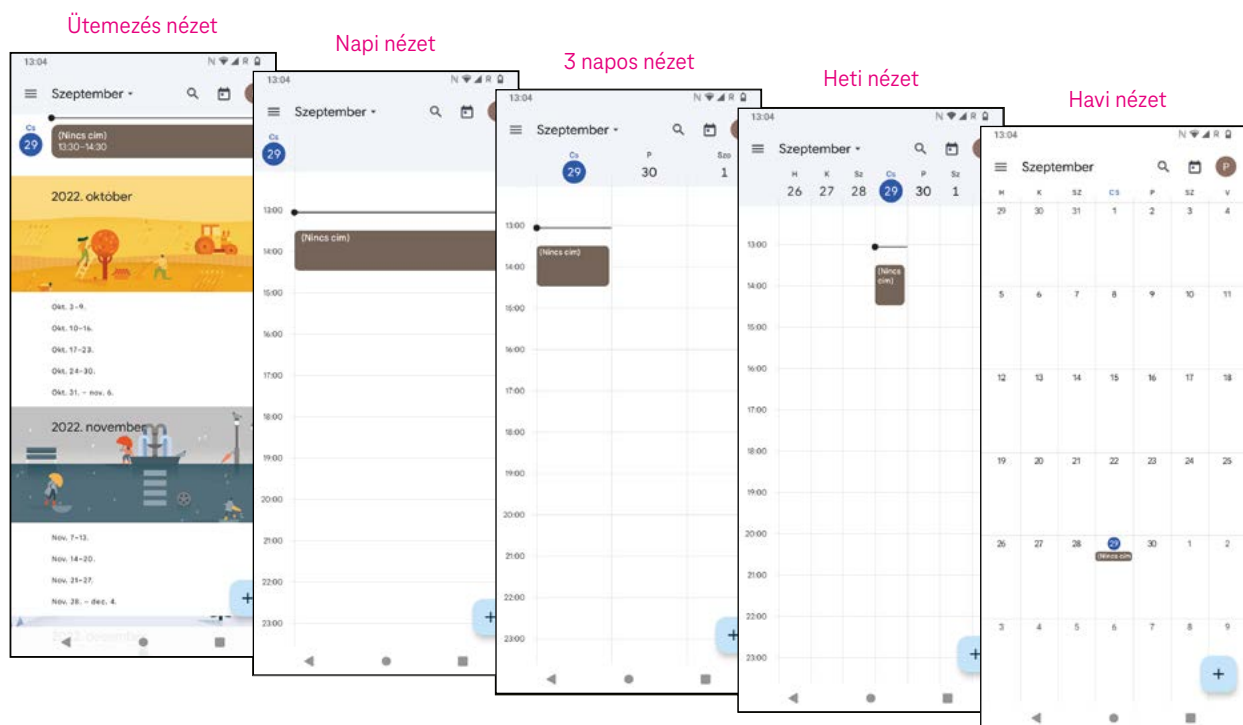 Ütemezés nézet
13:04
N R
Szeptember
Cs
29
(Nincs cím)
13:30–14:30
2022. október
Okt. 3–9.
Okt. 10–16.
Okt. 17–23.
Okt. 24–30.
Okt. 31. – nov. 6.
2022. november
Nov. 7–13.
Nov. 14–20.
Nov. 21–27.
Nov. 28. – dec. 4.
2022. december
+
Napi nézet
13:04
N R
Szeptember
Cs
29
13:00
(Nincs cím)
14:00
15:00
16:00
17:00
18:00
19:00
20:00
21:00
22:00
23:00
+
3 napos nézet
13:04
N R
Szeptember
Cs P Szo
29 30 1
13:00
(Nincs cím)
14:00
15:00
16:00
17:00
18:00
19:00
20:00
21:00
22:00
23:00
+
Heti nézet
13:04
N R
Szeptember
H K Sz Cs P Sz
26 27 28 29 30 1
13:00
(Nincs
cím)
14:00
15:00
16:00
17:00
18:00
19:00
20:00
21:00
22:00
23:00
+
Havi nézet
13:04
N R
Szeptember P
H K SZ CS P SZ V
29 30 31 1 2 3 4
5 6 7 8 9 10 11
12 13 14 15 16 17 18
19 20 21 22 23 24 25
26 27 28 29 30 1 2
(Nincs cím
3 4 5 6 7 8 9
+